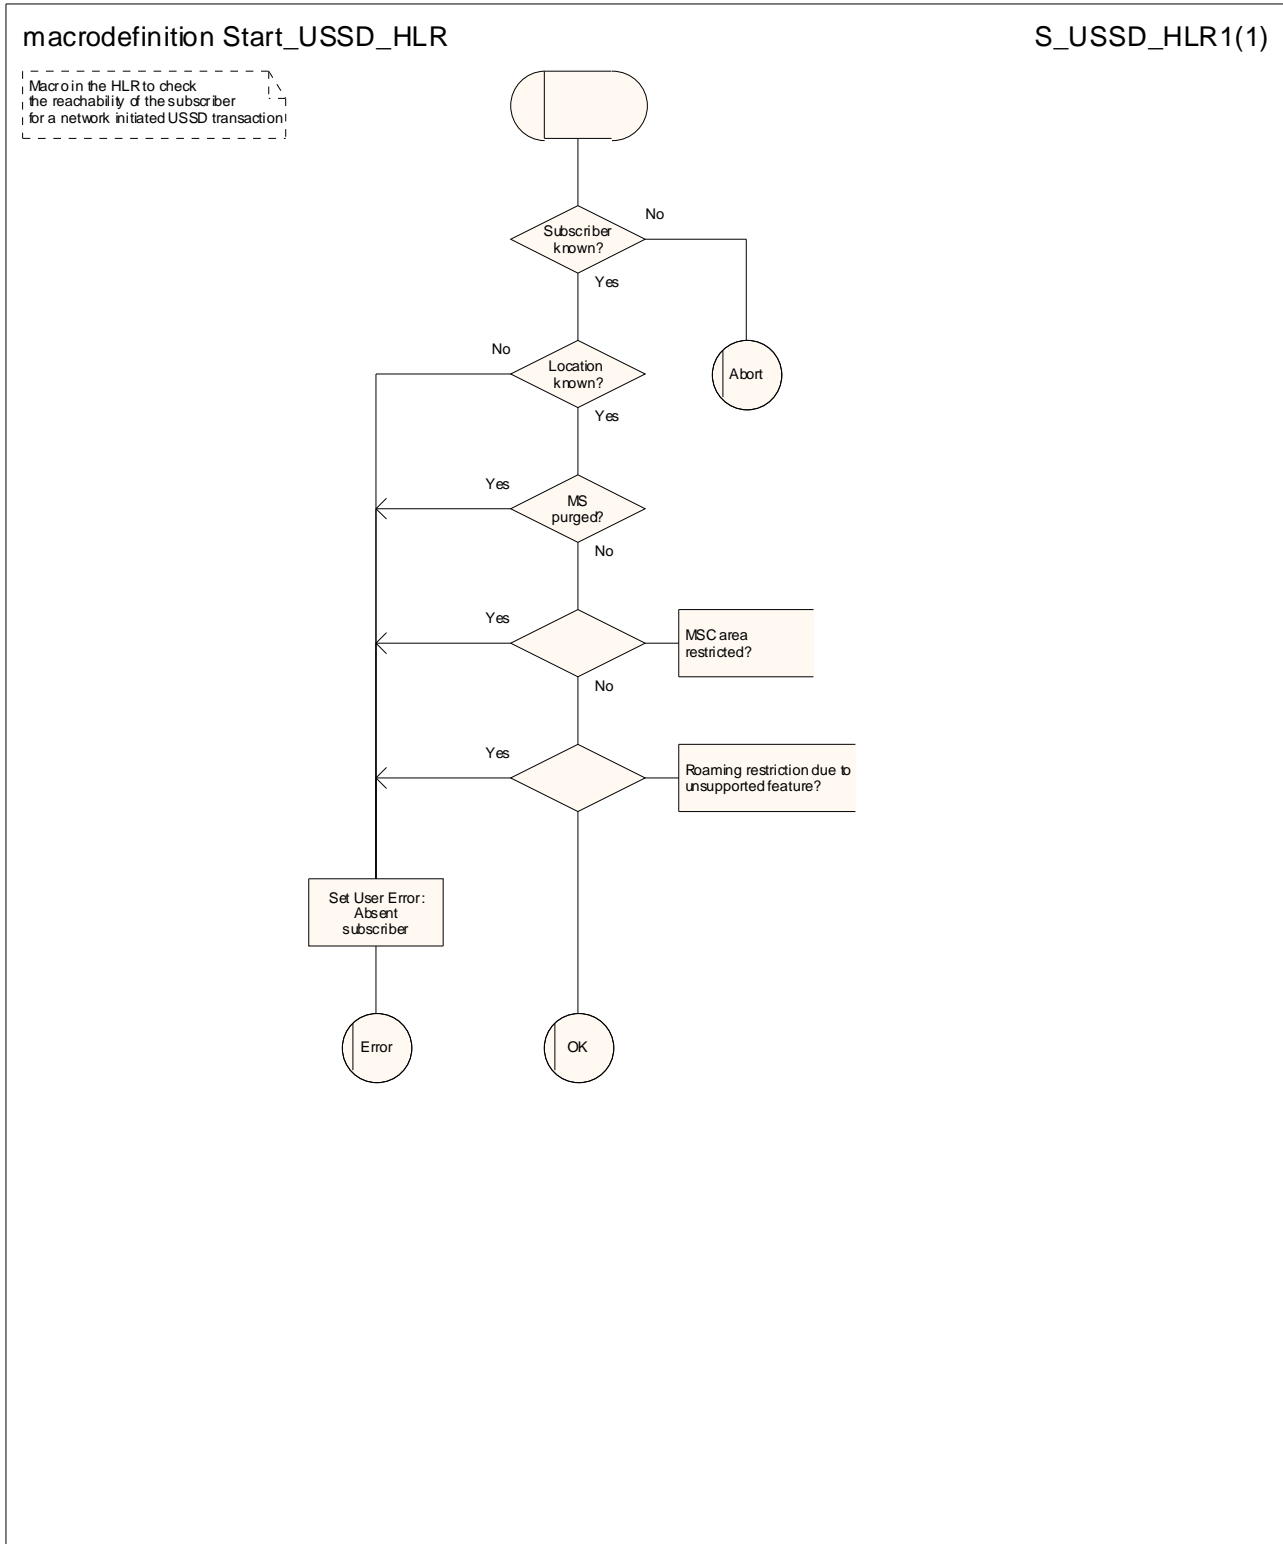 macrodefinition Start_USSD_HLR
S_USSD_HLR1(1)
Macro in the HLR to check
the reachability of the subscriber
for a network initiated USSD transaction
Subscriber
known?
No
Yes
Abort
No
Location
known?
Yes
Yes
MS
purged?
No
Yes
MSC area
restricted?
No
Yes
Roaming restriction due to
unsupported feature?
Set User Error:
Absent
subscriber
Error
OK